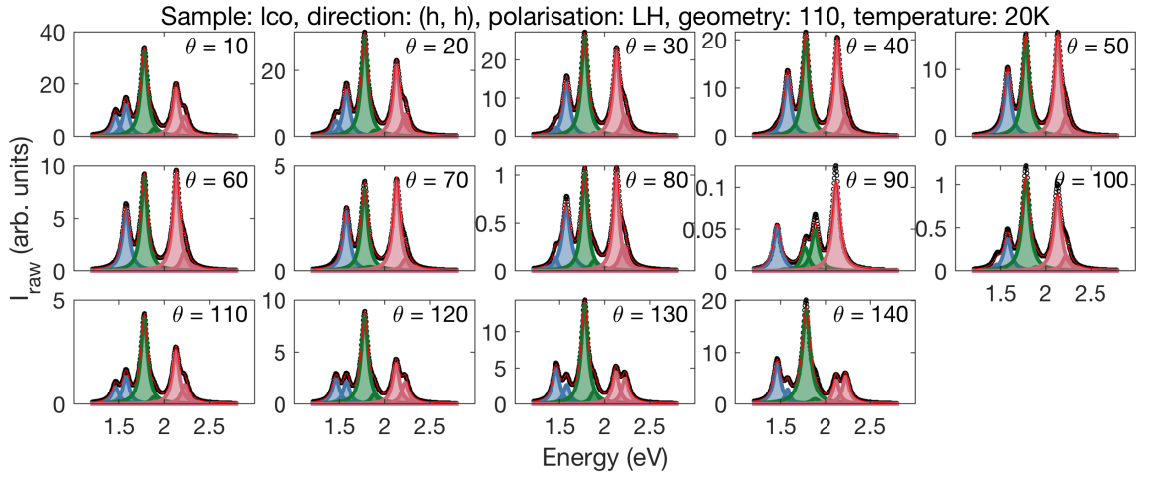 Sample: lco, direction: (h, h), polarisation: LH, geometry: 110, temperature: 20K
θ = 10
40
20
0
θ = 20
20
0
θ = 30
20
10
0
θ = 40
20
10
0
θ = 50
10
0
θ = 60
10
5
0
θ = 70
5
0
θ = 80
1
0.5
0
θ = 90
0.1
0.05
0
θ = 100
1
0.5
0
1.5 2 2.5
θ = 110
5
0
1.5 2 2.5
θ = 120
10
5
0
1.5 2 2.5
θ = 130
10
5
0
1.5 2 2.5
θ = 140
20
10
0
1.5 2 2.5
I raw (arb. units)
Energy (eV)